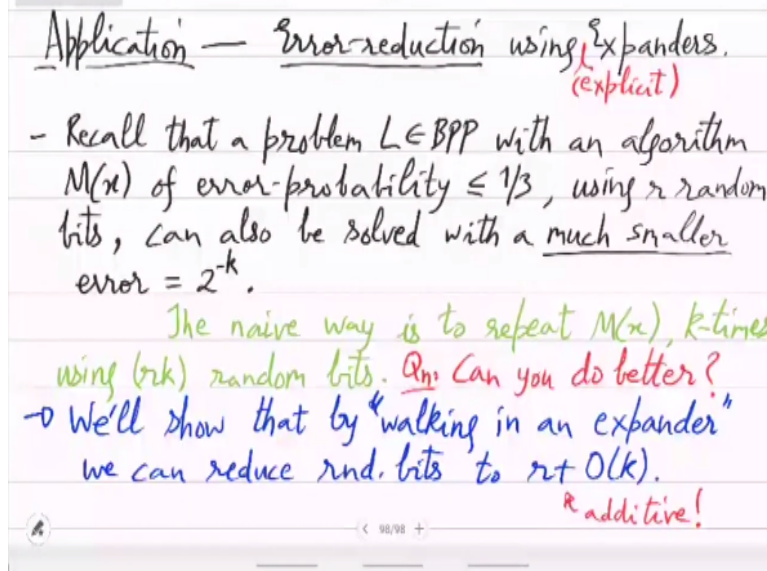 Application — Error-reduction using Expanders.
(explicit)
- Recall that a problem L∈BPP with an algorithm
M(x) of error-probability ≤ 1/3, using r random
bits, can also be solved with a much smaller
error = 2^-k.
The naive way is to repeat M(x), k-times
using (rk) random bits. Qn: Can you do better?
→ We'll show that by "walking in an expander"
we can reduce rnd. bits to r+ O(k).
additive!
< 98/98 +